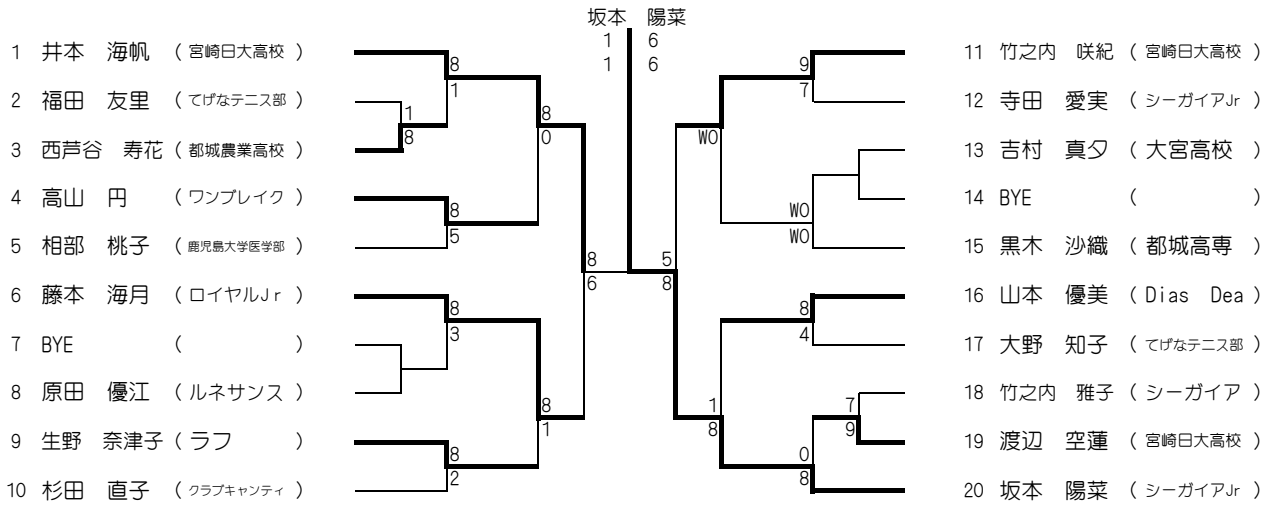 坂本 陽菜
1 6
1 6
1 井本 海帆 ( 宮崎日大高校 )
2 福田 友里 ( てげなテニス部 )
3 西芦谷 寿花 ( 都城農業高校 )
4 高山 円 ( ワンブレイク )
5 相部 桃子 ( 鹿児島大学医学部 )
6 藤本 海月 ( ロイヤルJr )
7 BYE ( )
8 原田 優江 ( ルネサンス )
9 生野 奈津子 ( ラフ )
10 杉田 直子 ( クラブキャンティ )
8
1
1
8
8
0
8
5
8
6
8
3
8
1
8
2
11 竹之内 咲紀 ( 宮崎日大高校 )
12 寺田 愛実 ( シーガイアJr )
13 吉村 真夕 ( 大宮高校 )
14 BYE ( )
15 黒木 沙織 ( 都城高専 )
16 山本 優美 ( Dias Dea )
17 大野 知子 ( てげなテニス部 )
18 竹之内 雅子 ( シーガイア )
19 渡辺 空蓮 ( 宮崎日大高校 )
20 坂本 陽菜 ( シーガイアJr )
9
7
WO
WO
WO
5
8
8
4
1
8
7
9
0
8